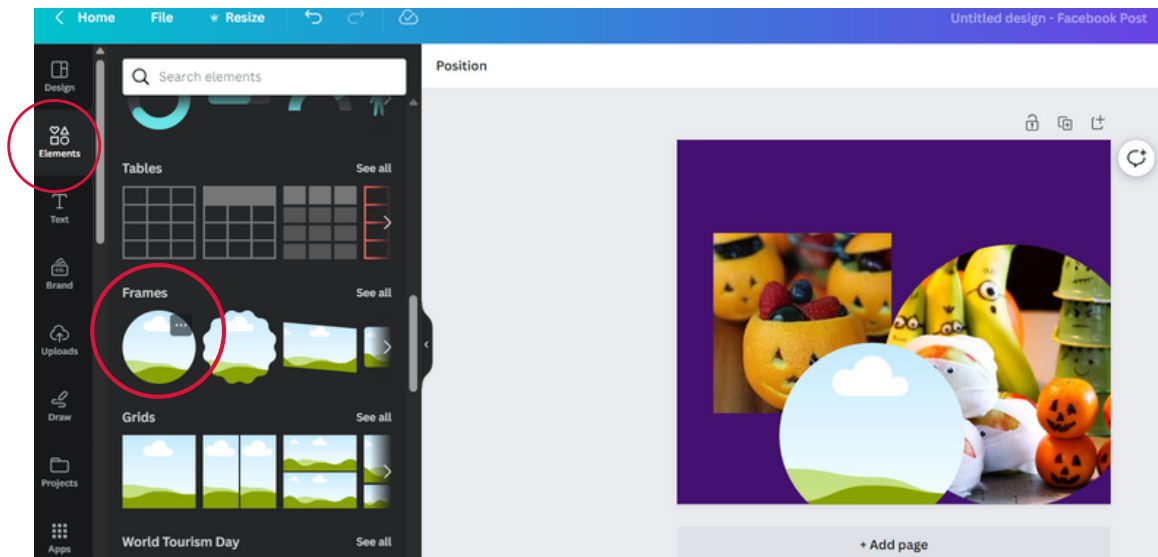 Home File Resize Untitled design - Facebook Post
Design
Elements
Text
Brand
Uploads
Draw
Projects
Apps
Search elements
Tables See all
Frames See all
Grids See all
World Tourism Day See all
Position
+ Add page